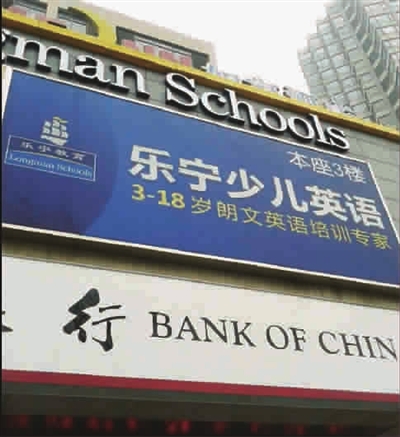 gman Schools
本座3楼
乐宁教育
Longman Schools
乐宁少儿英语
3-18岁朗文英语培训专家
行 BANK OF CHIN